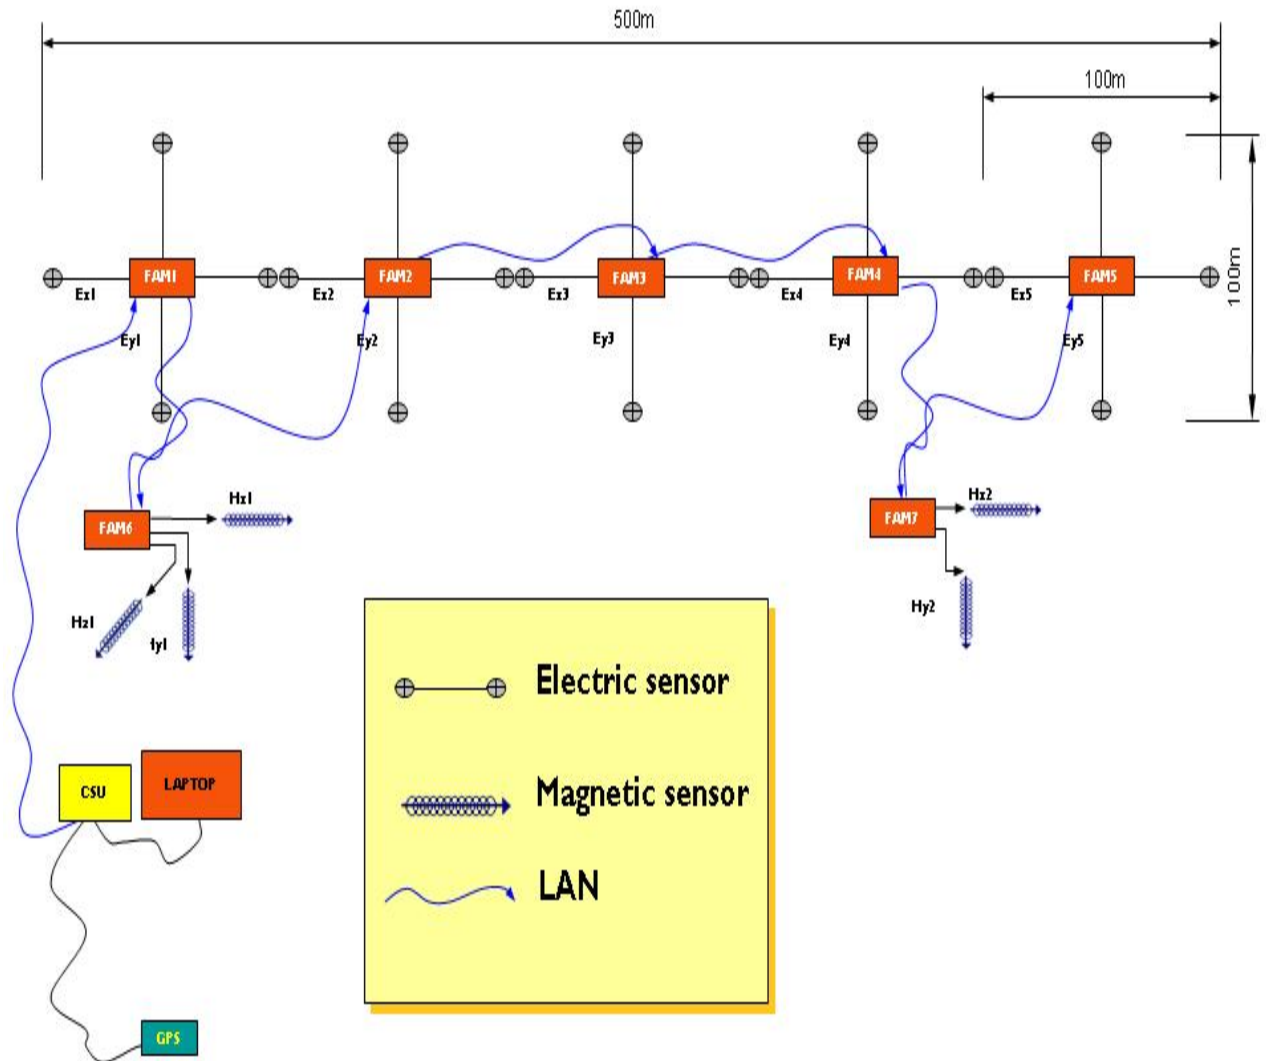 500m
100m
100m
FAM1
FAM2
FAM3
FAM4
FAM5
Ex1
Ex2
Ex3
Ex4
Ex5
Ey1
Ey2
Ey3
Ey4
Ey5
Hx1
Hx2
FAM6
FAM7
Hz1
Hy2
CSU
LAPTOP
GPS
Electric sensor
Magnetic sensor
LAN